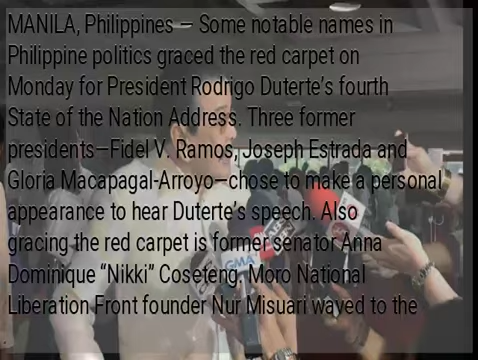 MANILA, Philippines — Some notable names in
Philippine politics graced the red carpet on
Monday for President Rodrigo Duterte's fourth
State of the Nation Address. Three former
presidents—Fidel V. Ramos, Joseph Estrada and
Gloria Macapagal-Arroyo—chose to make a personal
appearance to hear Duterte's speech. Also
gracing the red carpet is former senator Anna
Dominique “Nikki” Coseteng. Moro National
Liberation Front founder Nur Misuari waved to the
GMA